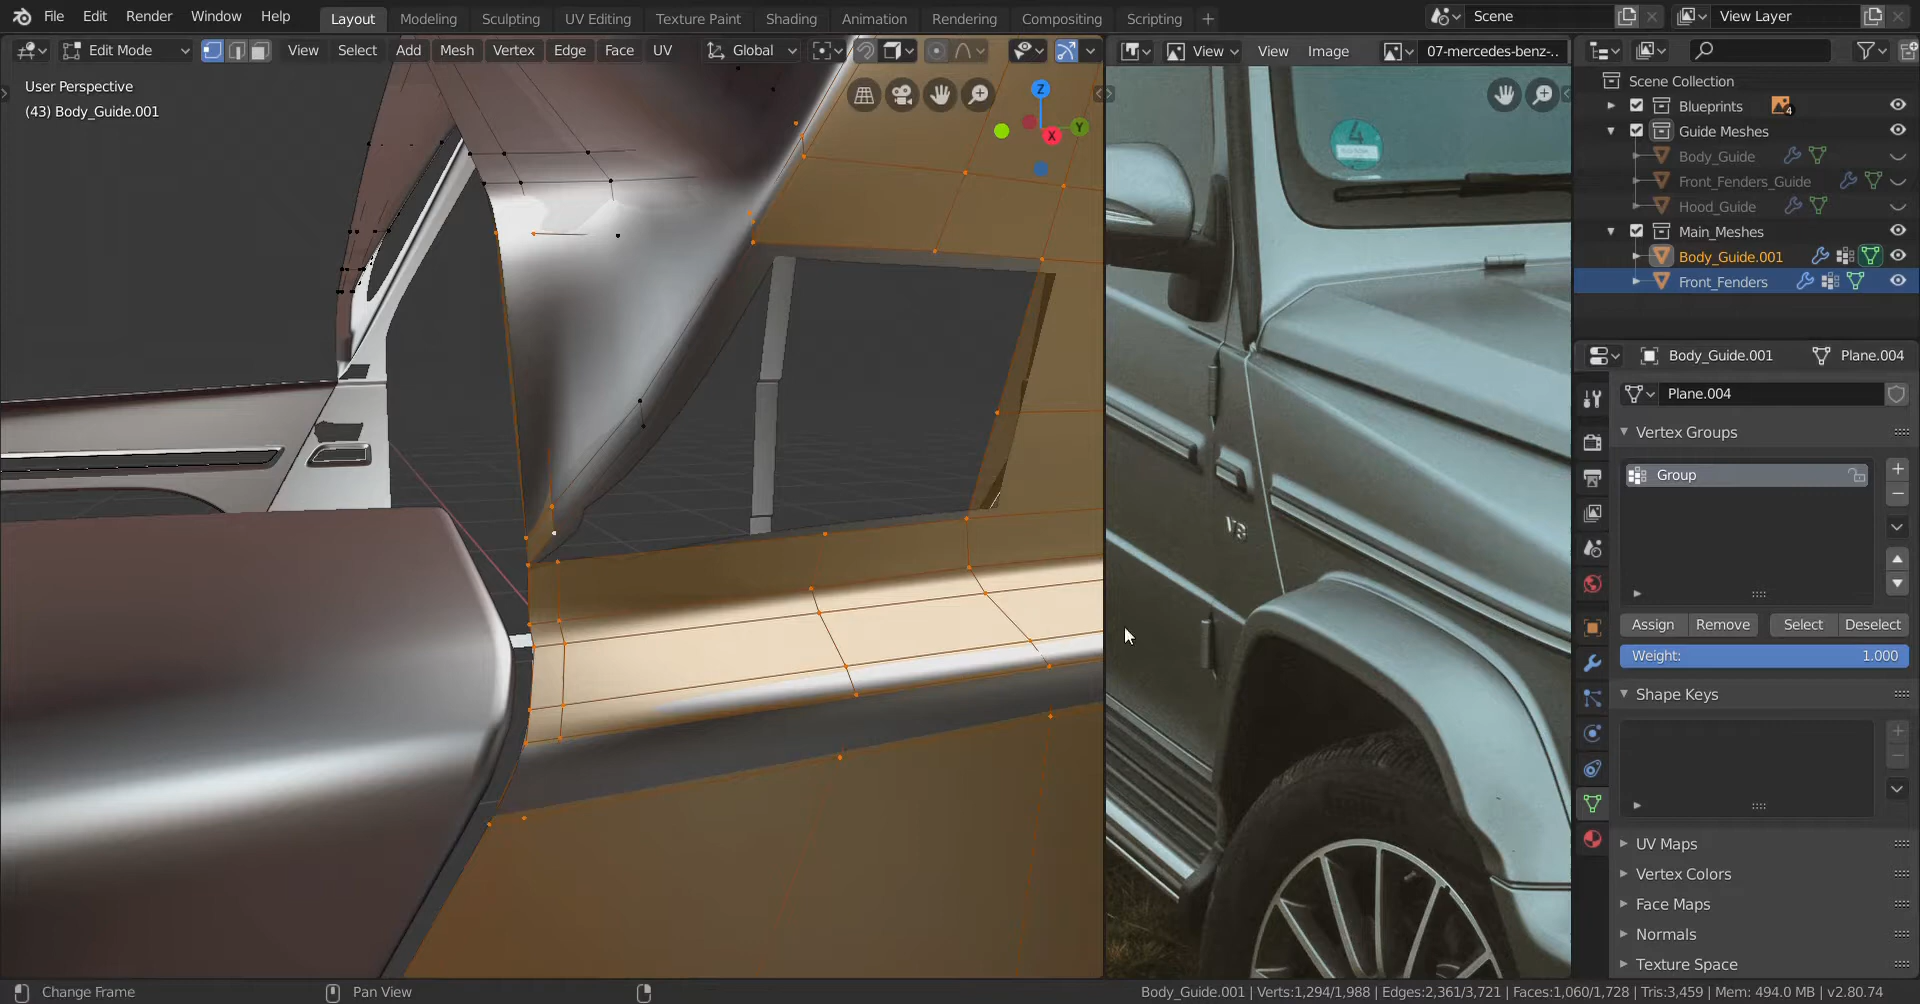 File Edit Render Window Help Layout Modeling Sculpting UV Editing Texture Paint Shading Animation Rendering Compositing Scripting + Scene View Layer
Edit Mode View Select Add Mesh Vertex Edge Face UV Global View View Image 07-mercedes-benz-..
User Perspective
(43) Body_Guide.001
Z
Y
X
4
V8
Scene Collection
Blueprints 4
Guide Meshes
Body_Guide
Front_Fenders_Guide
Hood_Guide
Main_Meshes
Body_Guide.001
Front_Fenders
Body_Guide.001 Plane.004
Plane.004
Vertex Groups
Group
Assign Remove Select Deselect
Weight: 1.000
Shape Keys
UV Maps
Vertex Colors
Face Maps
Normals
Texture Space
Change Frame Pan View Body_Guide.001 | Verts:1,294/1,988 | Edges:2,361/3,721 | Faces:1,060/1,728 | Tris:3,459 | Mem: 494.0 MB | v2.80.74